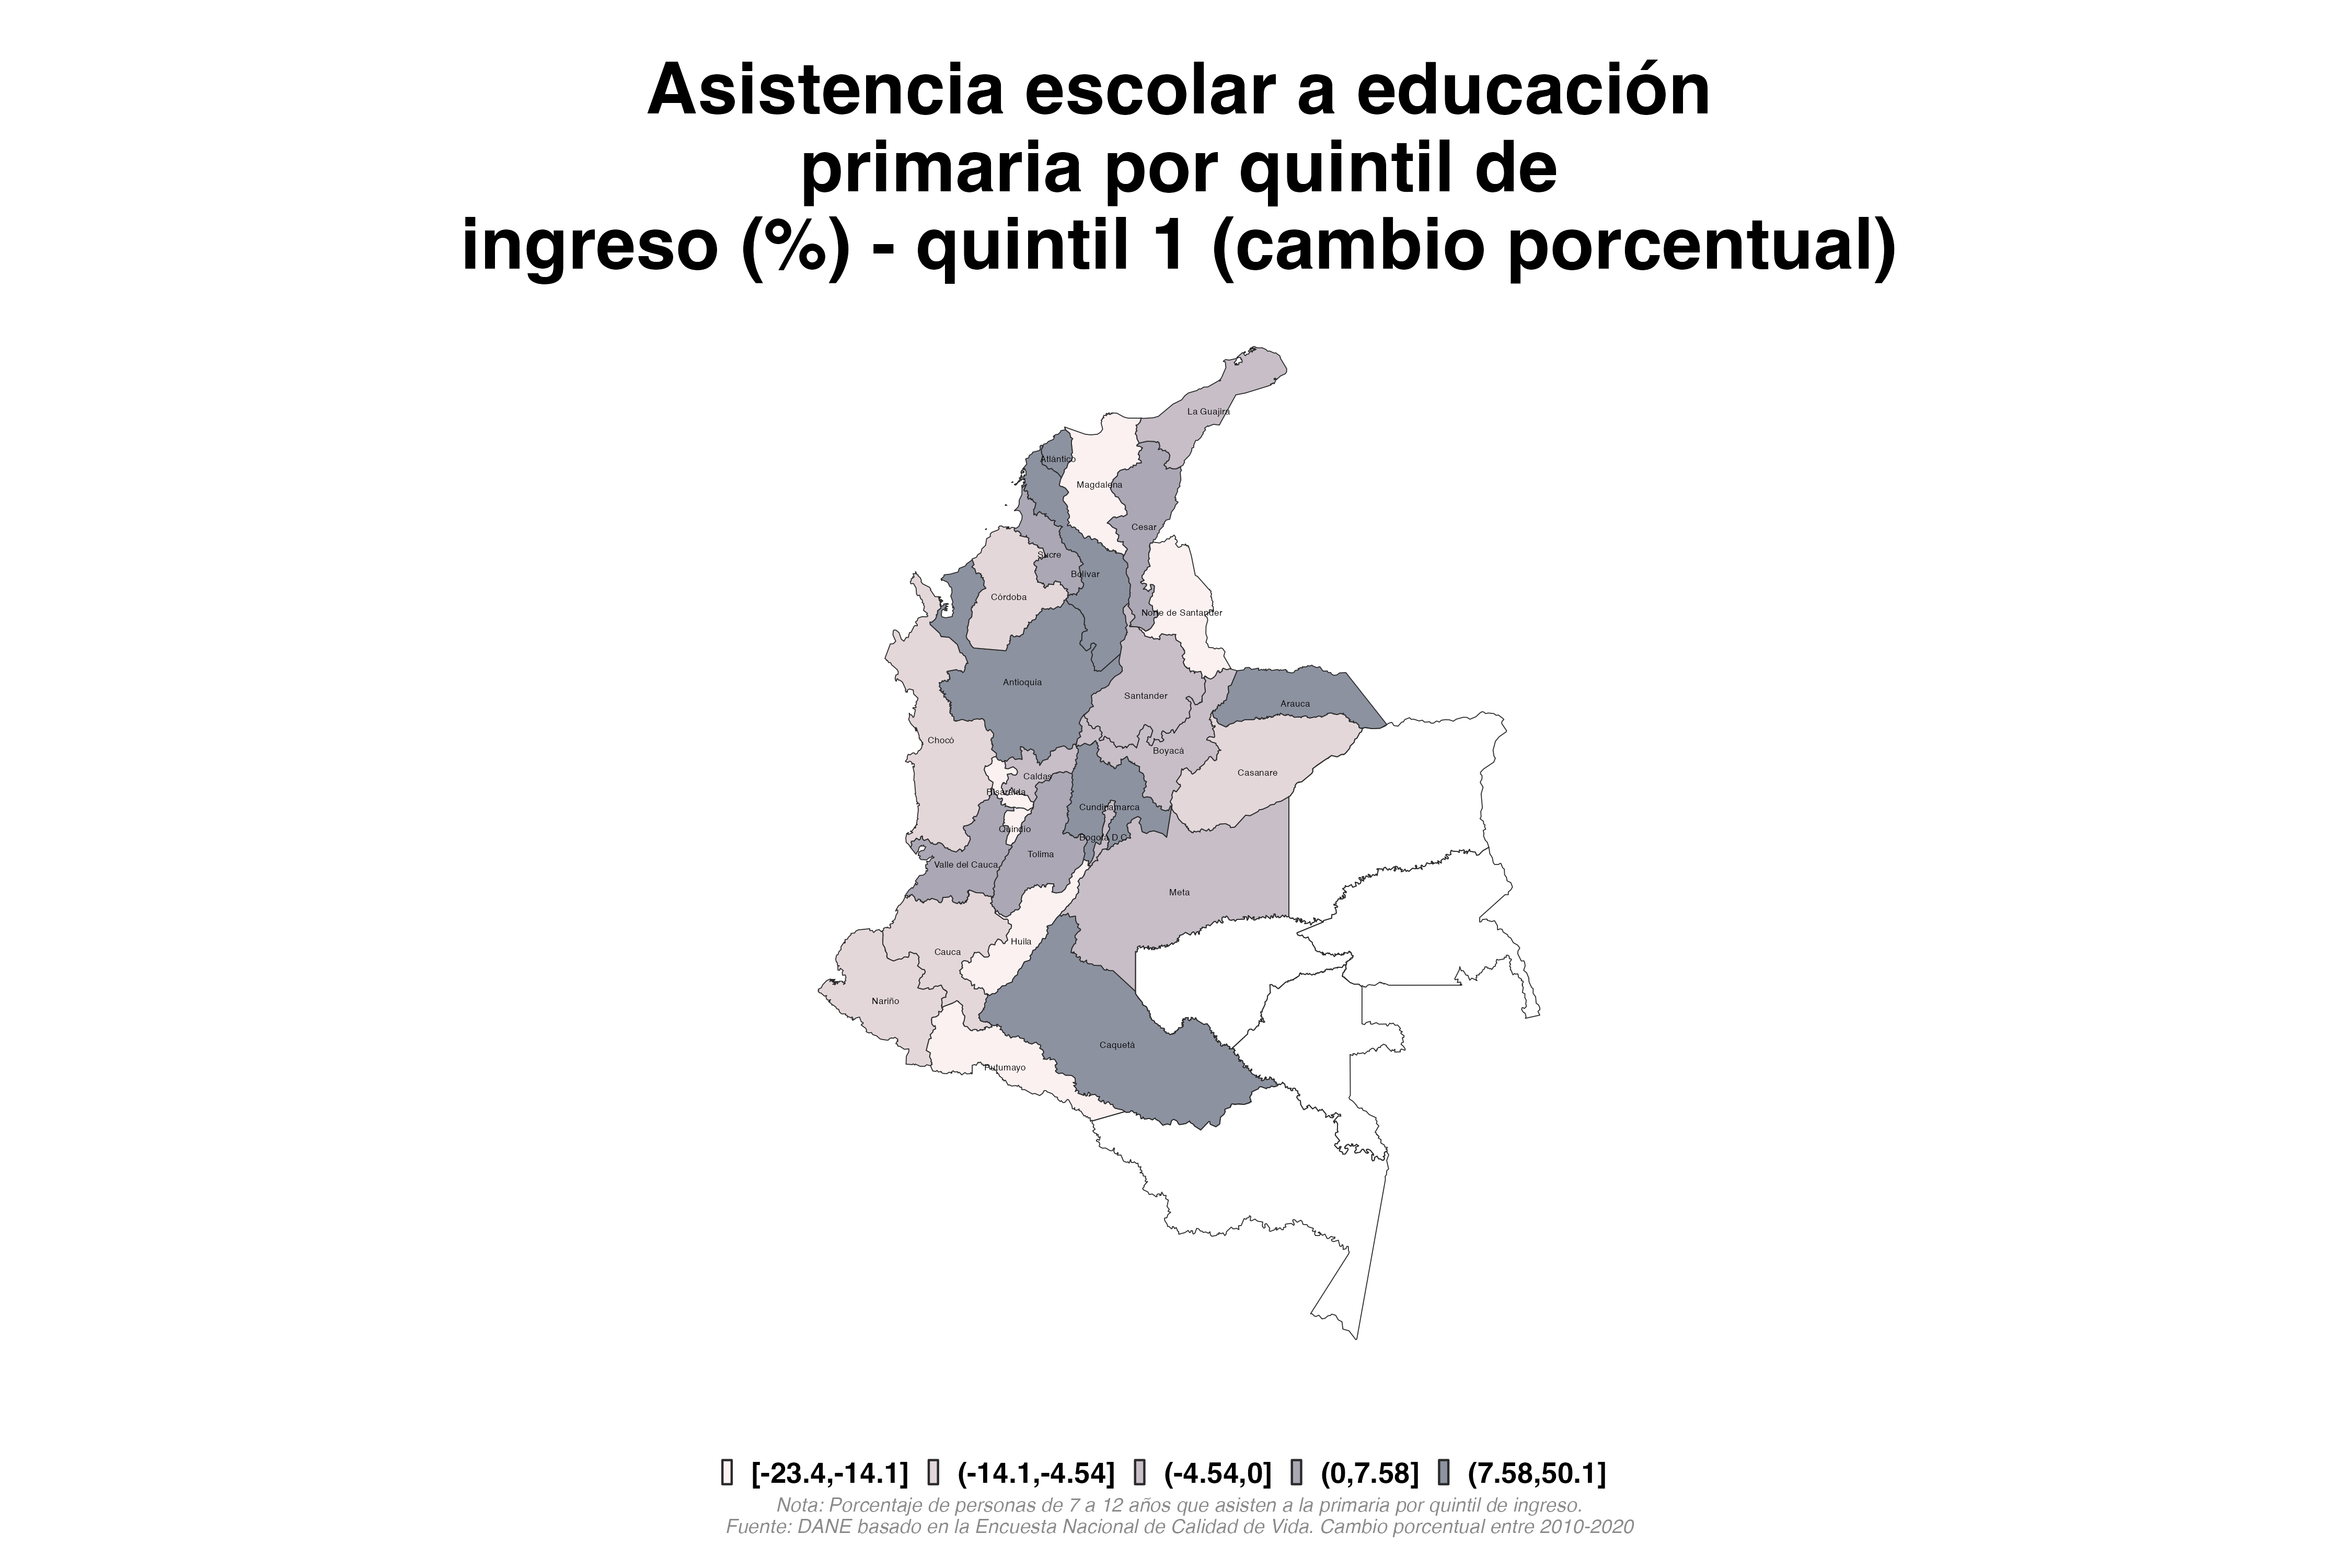 Asistencia escolar a educación
primaria por quintil de
ingreso (%) - quintil 1 (cambio porcentual)
La Guajira
Atlántico
Magdalena
Cesar
Sucre
Bolívar
Córdoba
Norte de Santander
Antioquia
Santander
Arauca
Chocó
Boyacá
Casanare
Caldas
Risaralda
Cundinamarca
Quindío
Bogotá D.C.
Tolima
Valle del Cauca
Meta
Huila
Cauca
Nariño
Caquetá
Putumayo
[-23.4,-14.1] (-14.1,-4.54] (-4.54,0] (0,7.58] (7.58,50.1]
Nota: Porcentaje de personas de 7 a 12 años que asisten a la primaria por quintil de ingreso.
Fuente: DANE basado en la Encuesta Nacional de Calidad de Vida. Cambio porcentual entre 2010-2020